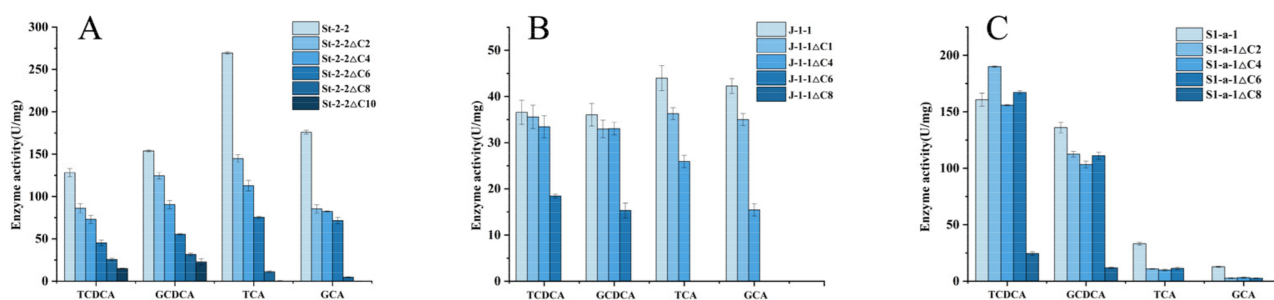 A
Enzyme activity(U/mg)
300
250
200
150
100
75
50
25
0
St-2-2
St-2-2△C2
St-2-2△C4
St-2-2△C6
St-2-2△C8
St-2-2△C10
TCDCA GCDCA TCA GCA
B
Enzyme activity(U/mg)
50
40
30
20
10
0
J-1-1
J-1-1△C1
J-1-1△C4
J-1-1△C6
J-1-1△C8
TCDCA GCDCA TCA GCA
C
Enzyme activity(U/mg)
200
150
100
50
0
S1-a-1
S1-a-1△C2
S1-a-1△C4
S1-a-1△C6
S1-a-1△C8
TCDCA GCDCA TCA GCA